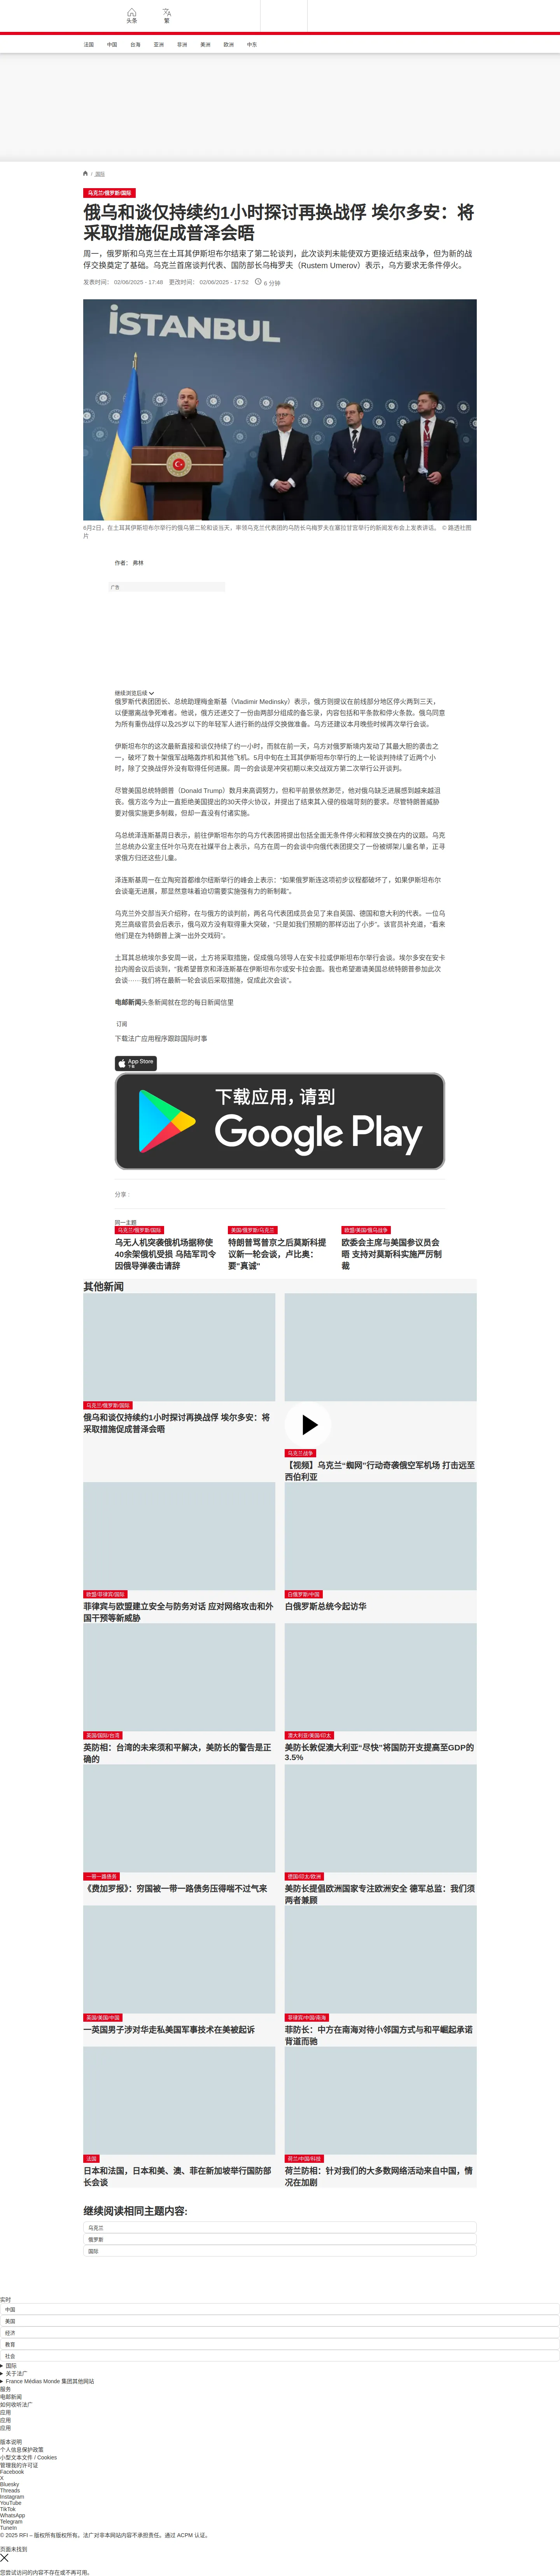 头条
繁
法国
中国
台海
亚洲
非洲
美洲
欧洲
中东
/ 国际
乌克兰/俄罗斯/国际
俄乌和谈仅持续约1小时探讨再换战俘 埃尔多安：将
采取措施促成普泽会晤
周一，俄罗斯和乌克兰在土耳其伊斯坦布尔结束了第二轮谈判，此次谈判未能使双方更接近结束战争，但为新的战
俘交换奠定了基础。乌克兰首席谈判代表、国防部长乌梅罗夫（Rustem Umerov）表示，乌方要求无条件停火。
发表时间： 02/06/2025 - 17:48 更改时间： 02/06/2025 - 17:52 6 分钟
İSTANBUL
6月2日，在土耳其伊斯坦布尔举行的俄乌第二轮和谈当天，率领乌克兰代表团的乌防长乌梅罗夫在塞拉甘宫举行的新闻发布会上发表讲话。 © 路透社图
片
作者： 弗林
广告
继续浏览后续
俄罗斯代表团团长、总统助理梅金斯基（Vladimir Medinsky）表示，俄方则提议在前线部分地区停火两到三天，
以便撤离战争死难者。他说，俄方还递交了一份由两部分组成的备忘录，内容包括和平条款和停火条款。俄乌同意
为所有重伤战俘以及25岁以下的年轻军人进行新的战俘交换做准备。乌方还建议本月晚些时候再次举行会谈。
伊斯坦布尔的这次最新直接和谈仅持续了约一小时，而就在前一天，乌方对俄罗斯境内发动了其最大胆的袭击之
一，破坏了数十架俄军战略轰炸机和其他飞机。5月中旬在土耳其伊斯坦布尔举行的上一轮谈判持续了近两个小
时，除了交换战俘外没有取得任何进展。周一的会谈是冲突初期以来交战双方第二次举行公开谈判。
尽管美国总统特朗普（Donald Trump）数月来高调努力，但和平前景依然渺茫，他对俄乌缺乏进展感到越来越沮
丧。俄方迄今为止一直拒绝美国提出的30天停火协议，并提出了结束其入侵的极端苛刻的要求。尽管特朗普威胁
要对俄实施更多制裁，但却一直没有付诸实施。
乌总统泽连斯基周日表示，前往伊斯坦布尔的乌方代表团将提出包括全面无条件停火和释放交换在内的议题。乌克
兰总统办公室主任叶尔马克在社媒平台上表示，乌方在周一的会谈中向俄代表团提交了一份被绑架儿童名单，正寻
求俄方归还这些儿童。
泽连斯基周一在立陶宛首都维尔纽斯举行的峰会上表示：“如果俄罗斯连这项初步议程都破坏了，如果伊斯坦布尔
会谈毫无进展，那显然意味着迫切需要实施强有力的新制裁”。
乌克兰外交部当天介绍称，在与俄方的谈判前，两名乌代表团成员会见了来自英国、德国和意大利的代表。一位乌
克兰高级官员会后表示，俄乌双方没有取得重大突破，“只是如我们预期的那样迈出了小步”。该官员补充道，“看来
他们是在为特朗普上演一出外交戏码”。
土耳其总统埃尔多安周一说，土方将采取措施，促成俄乌领导人在安卡拉或伊斯坦布尔举行会谈。埃尔多安在安卡
拉内阁会议后谈到，“我希望普京和泽连斯基在伊斯坦布尔或安卡拉会面。我也希望邀请美国总统特朗普参加此次
会谈……我们将在最新一轮会谈后采取措施，促成此次会谈”。
电邮新闻头条新闻就在您的每日新闻信里
订阅
下载法广应用程序跟踪国际时事
App Store
下载
下载应用，请到
Google Play
分享 :
同一主题
乌克兰/俄罗斯/国际
乌无人机突袭俄机场据称使
40余架俄机受损 乌陆军司令
因俄导弹袭击请辞
美国/俄罗斯/乌克兰
特朗普骂普京之后莫斯科提
议新一轮会谈，卢比奥：
要"真诚"
欧盟/美国/俄乌战争
欧委会主席与美国参议员会
晤 支持对莫斯科实施严厉制
裁
其他新闻
乌克兰/俄罗斯/国际
俄乌和谈仅持续约1小时探讨再换战俘 埃尔多安：将
采取措施促成普泽会晤
乌克兰战争
【视频】乌克兰“蜘网”行动奇袭俄空军机场 打击远至
西伯利亚
欧盟/菲律宾/国际
菲律宾与欧盟建立安全与防务对话 应对网络攻击和外
国干预等新威胁
白俄罗斯/中国
白俄罗斯总统今起访华
英国/国际/台湾
英防相：台湾的未来须和平解决，美防长的警告是正
确的
澳大利亚/美国/印太
美防长敦促澳大利亚"尽快"将国防开支提高至GDP的
3.5%
一带一路债务
《费加罗报》：穷国被一带一路债务压得喘不过气来
德国/印太/欧洲
美防长提倡欧洲国家专注欧洲安全 德军总监：我们须
两者兼顾
英国/美国/中国
一英国男子涉对华走私美国军事技术在美被起诉
菲律宾/中国/南海
菲防长：中方在南海对待小邻国方式与和平崛起承诺
背道而驰
法国
日本和法国，日本和美、澳、菲在新加坡举行国防部
长会谈
荷兰/中国/科技
荷兰防相：针对我们的大多数网络活动来自中国，情
况在加剧
继续阅读相同主题内容:
乌克兰
俄罗斯
国际
实时
中国
美国
经济
教育
社会
国际
关于法广
France Médias Monde 集团其他网站
服务
电邮新闻
如何收听法广
应用
应用
应用
版本说明
个人信息保护政策
小型文本文件 / Cookies
管理我的许可证
Facebook
X
Bluesky
Threads
Instagram
YouTube
TikTok
WhatsApp
Telegram
TuneIn
© 2025 RFI – 版权所有版权所有。法广对非本网站内容不承担责任。通过 ACPM 认证。
页面未找到
您尝试访问的内容不存在或不再可用。